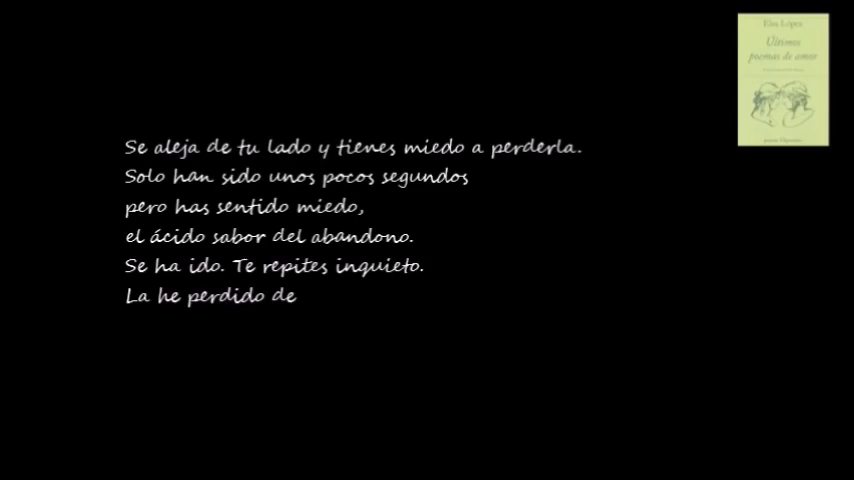 Elsa López
Últimos
poemas de amor
Se aleja de tu lado y tienes miedo a perderla.
Solo han sido unos pocos segundos
pero has sentido miedo,
el ácido sabor del abandono.
Se ha ido. Te repites inquieto.
La he perdido de